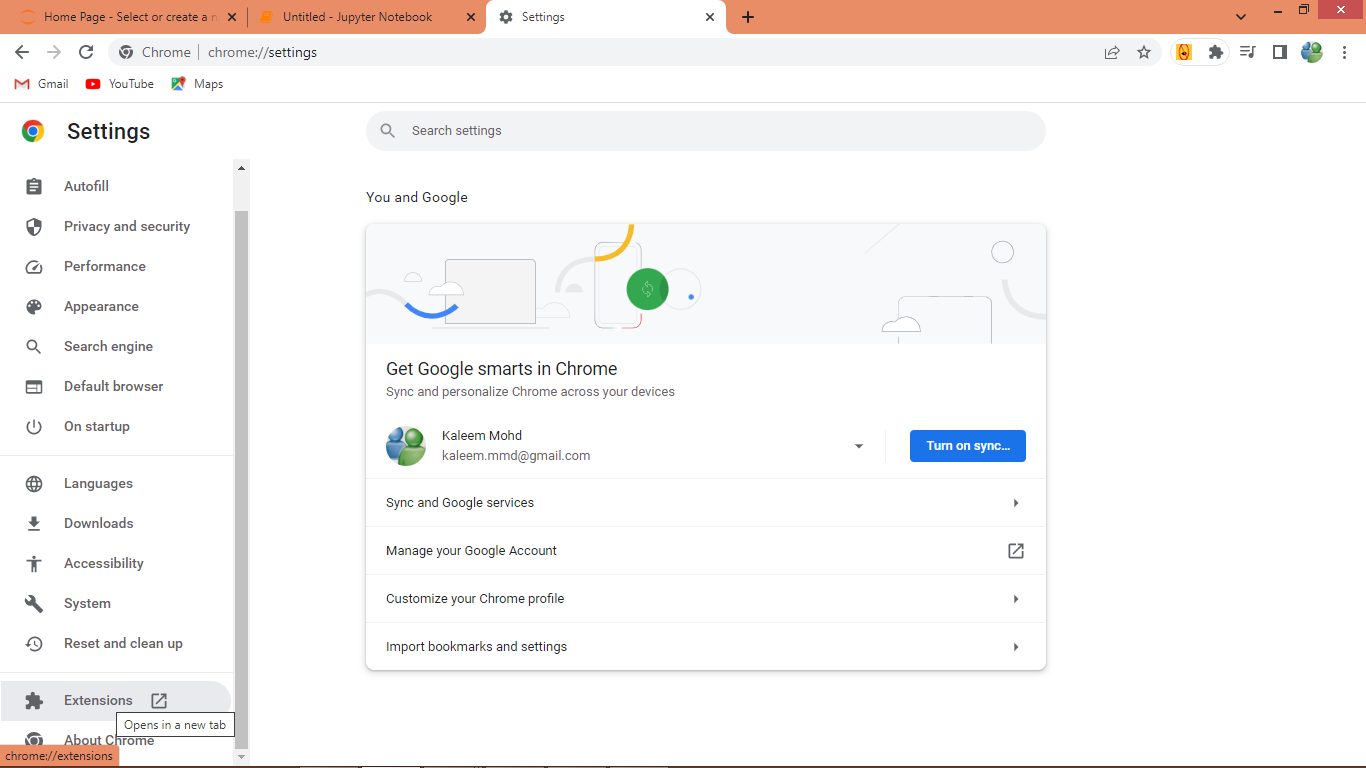 Home Page - Select or create a n
Untitled - Jupyter Notebook
Settings
Chrome
chrome://settings
Gmail
YouTube
Maps
Settings
Search settings
Autofill
Privacy and security
Performance
Appearance
Search engine
Default browser
On startup
Languages
Downloads
Accessibility
System
Reset and clean up
Extensions
Opens in a new tab
About Chrome
chrome://extensions
You and Google
Get Google smarts in Chrome
Sync and personalize Chrome across your devices
Kaleem Mohd
kaleem.mmd@gmail.com
Turn on sync...
Sync and Google services
Manage your Google Account
Customize your Chrome profile
Import bookmarks and settings